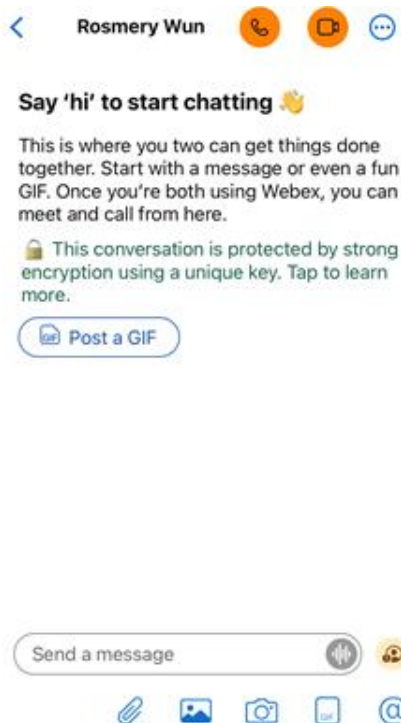 Rosmery Wun
Say ‘hi’ to start chatting 👋
This is where you two can get things done
together. Start with a message or even a fun
GIF. Once you’re both using Webex, you can
meet and call from here.
🔒 This conversation is protected by strong
encryption using a unique key. Tap to learn
more.
GIF Post a GIF
Send a message
GIF